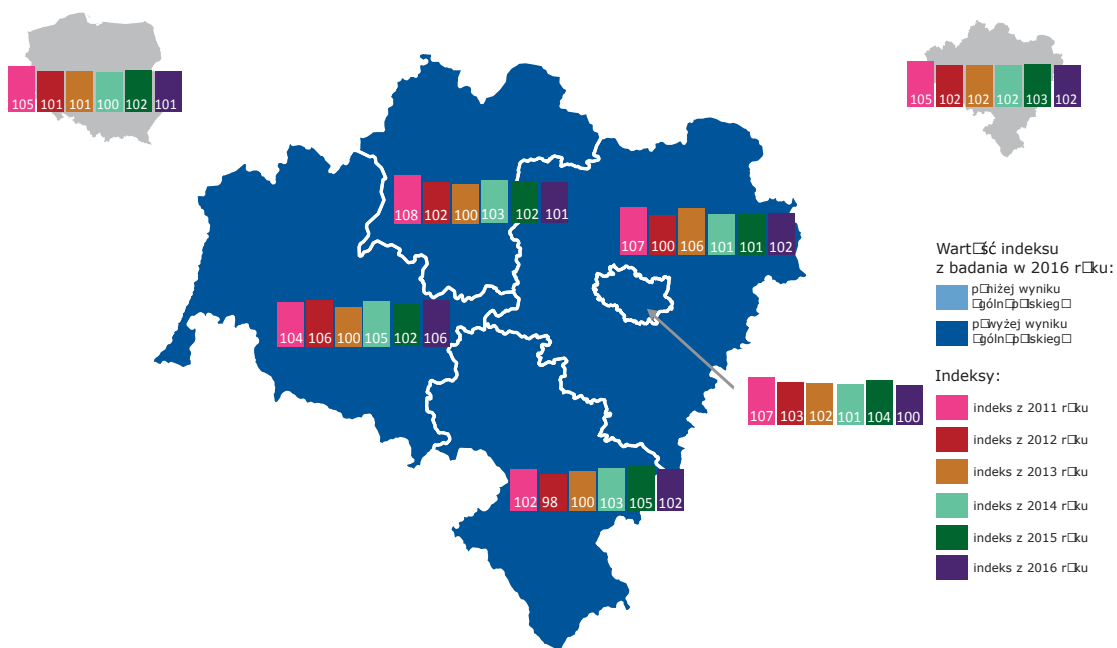 105 101 101 100 102 101
105 102 102 102 103 102
108 102 100 103 102 101
107 100 106 101 101 102
104 106 100 105 102 106
107 103 102 101 104 100
102 98 100 103 105 102
Wart□ść indeksu
z badania w 2016 r□ku:
p□niżej wyniku
□góln□p□lskieg□
p□wyżej wyniku
□góln□p□lskieg□
Indeksy:
indeks z 2011 r□ku
indeks z 2012 r□ku
indeks z 2013 r□ku
indeks z 2014 r□ku
indeks z 2015 r□ku
indeks z 2016 r□ku